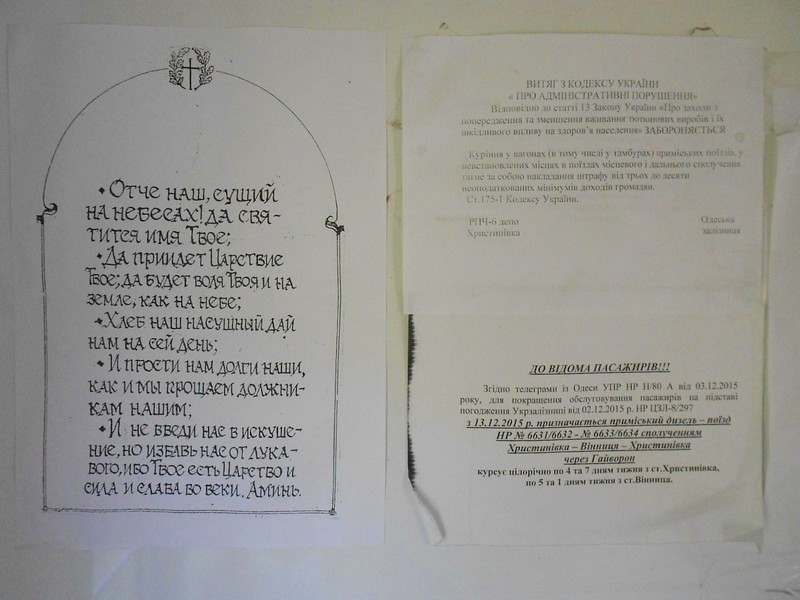 • Отче наш, сущий
на небесах! да свя-
тится имя Твое;
• Да приидет Царствие
Твое; да будет воля Твоя и на
земле, как на небе;
• Хлеб наш насущный дай
нам на сей день;
• И прости нам долги наши,
как и мы прощаем должни-
кам нашим;
• И не введи нас в искуше-
ние, но избавь нас от лука-
вого, ибо Твое есть Царство и
сила и слава во веки. Аминь.
ВИТЯГ З КОДЕКСУ УКРАЇНИ
« ПРО АДМІНІСТРАТИВНІ ПОРУШЕННЯ»
Відповідно до статті 13 Закону України «Про заходи з
попередження та зменшення вживання тютюнових виробів і їх
шкідливого впливу на здоров'я населення» ЗАБОРОНЯЄТЬСЯ
Куріння у вагонах (в тому числі у тамбурах) приміських поїздів, у
невстановлених місцях в поїздах місцевого і дального сполучення
тягне за собою накладання штрафу від трьох до десяти
неоподаткованих мінімумів доходів громадян.
Ст.175-1 Кодексу України.
РПЧ-6 депо Одеська
Христинівка залізниця
ДО ВІДОМА ПАСАЖИРІВ!!!
Згідно телеграми із Одеси УПР НР Н/80 А від 03.12.2015
року, для покращення обслуговування пасажирів на підставі
погодження Укрзалізниці від 02.12.2015 р. НР ЦЗЛ-8/297
з 13.12.2015 р. призначається приміський дизель – поїзд
НР № 6631/6632 - № 6633/6634 сполученням
Христинівка – Вінниця – Христинівка
через Гайворон
курсує цілорічно по 4 та 7 дням тижня з ст.Христинівка,
по 5 та 1 дням тижня з ст.Вінниця.